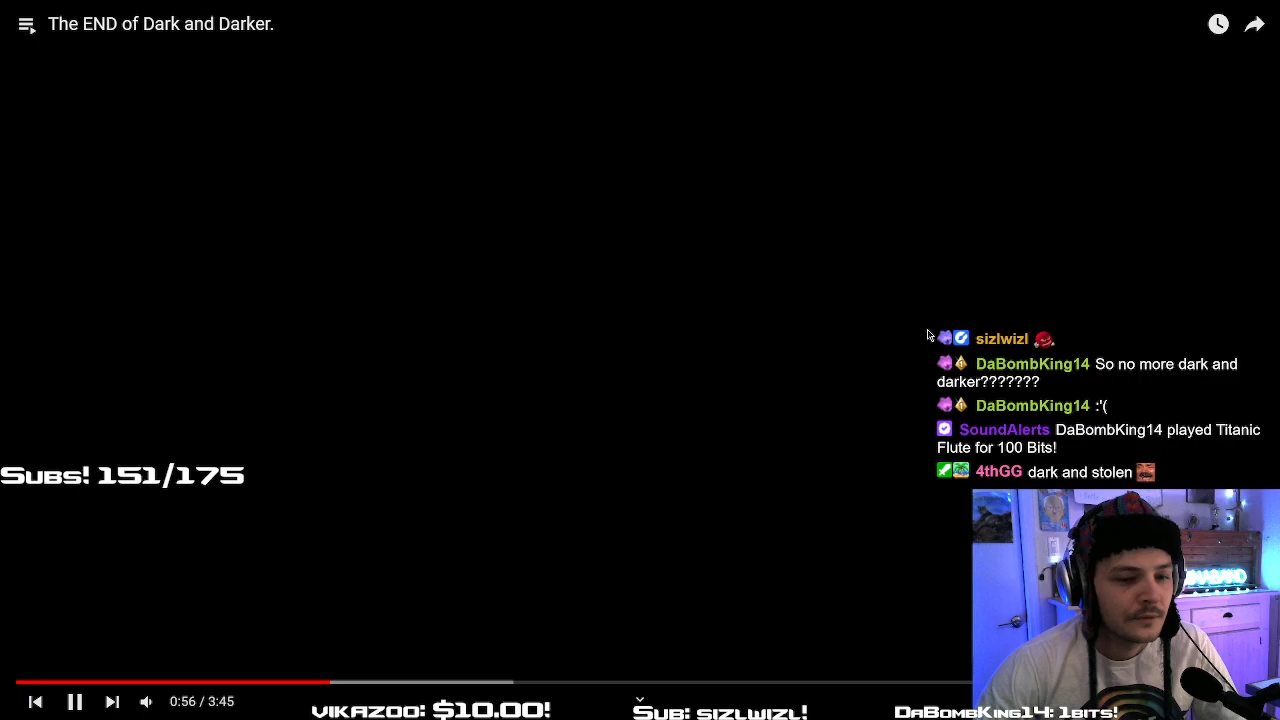 The END of Dark and Darker.
sizlwizl
DaBombKing14 So no more dark and
darker???????
DaBombKing14 :'(
SoundAlerts DaBombKing14 played Titanic
Flute for 100 Bits!
4thGG dark and stolen
Subs! 151/175
0:56 / 3:45
vikazoo: $10.00!
Sub: sizlwizl!
DaBombKing14: 1bits!